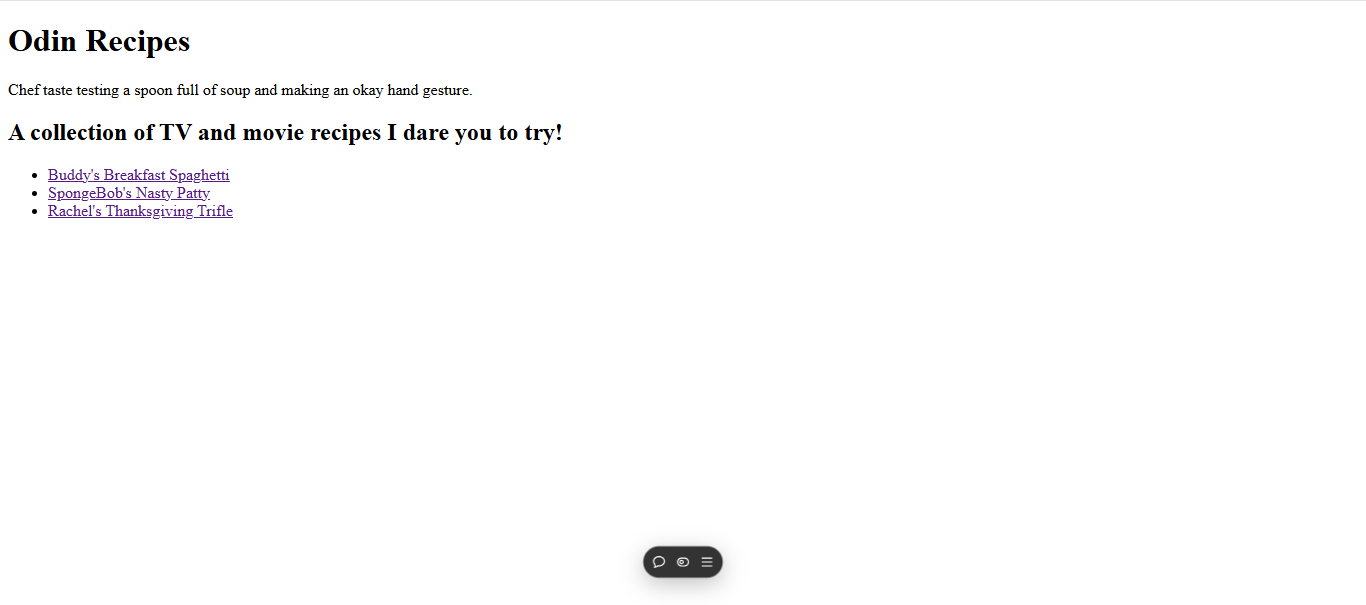 Odin Recipes
Chef taste testing a spoon full of soup and making an okay hand gesture.
A collection of TV and movie recipes I dare you to try!
Buddy's Breakfast Spaghetti
SpongeBob's Nasty Patty
Rachel's Thanksgiving Trifle